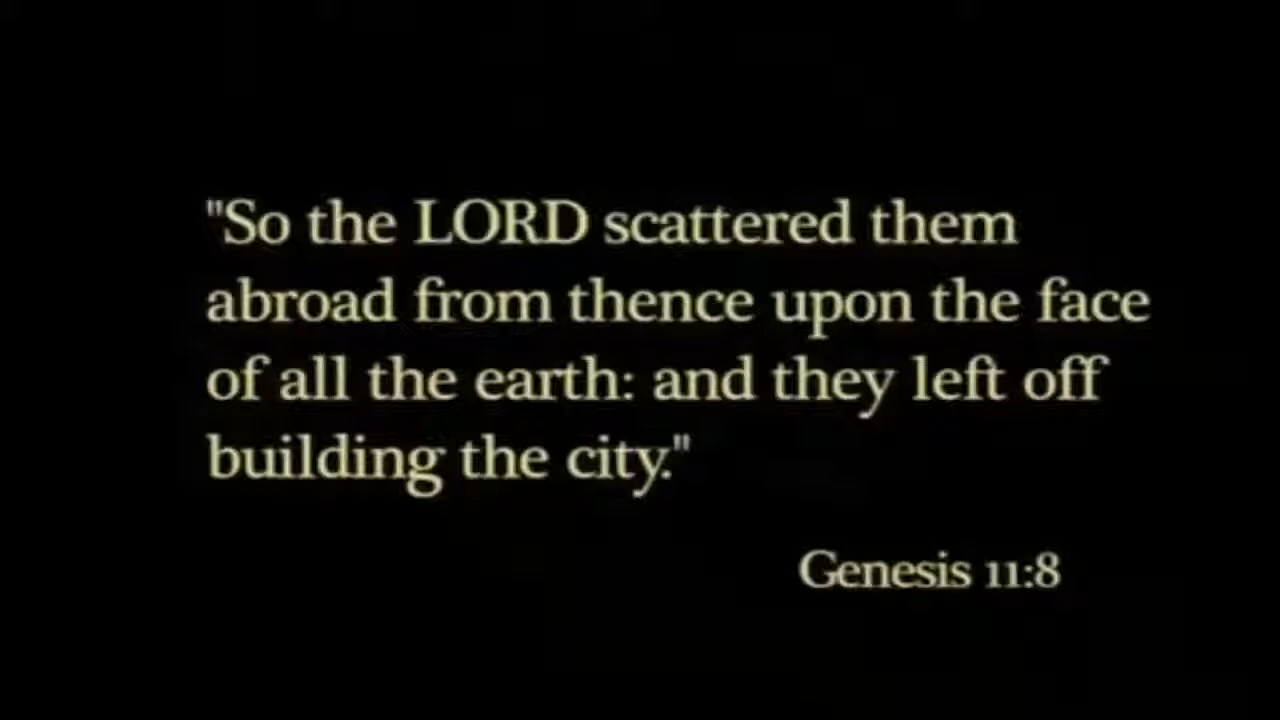 "So the LORD scattered them
abroad from thence upon the face
of all the earth: and they left off
building the city."
Genesis 11:8